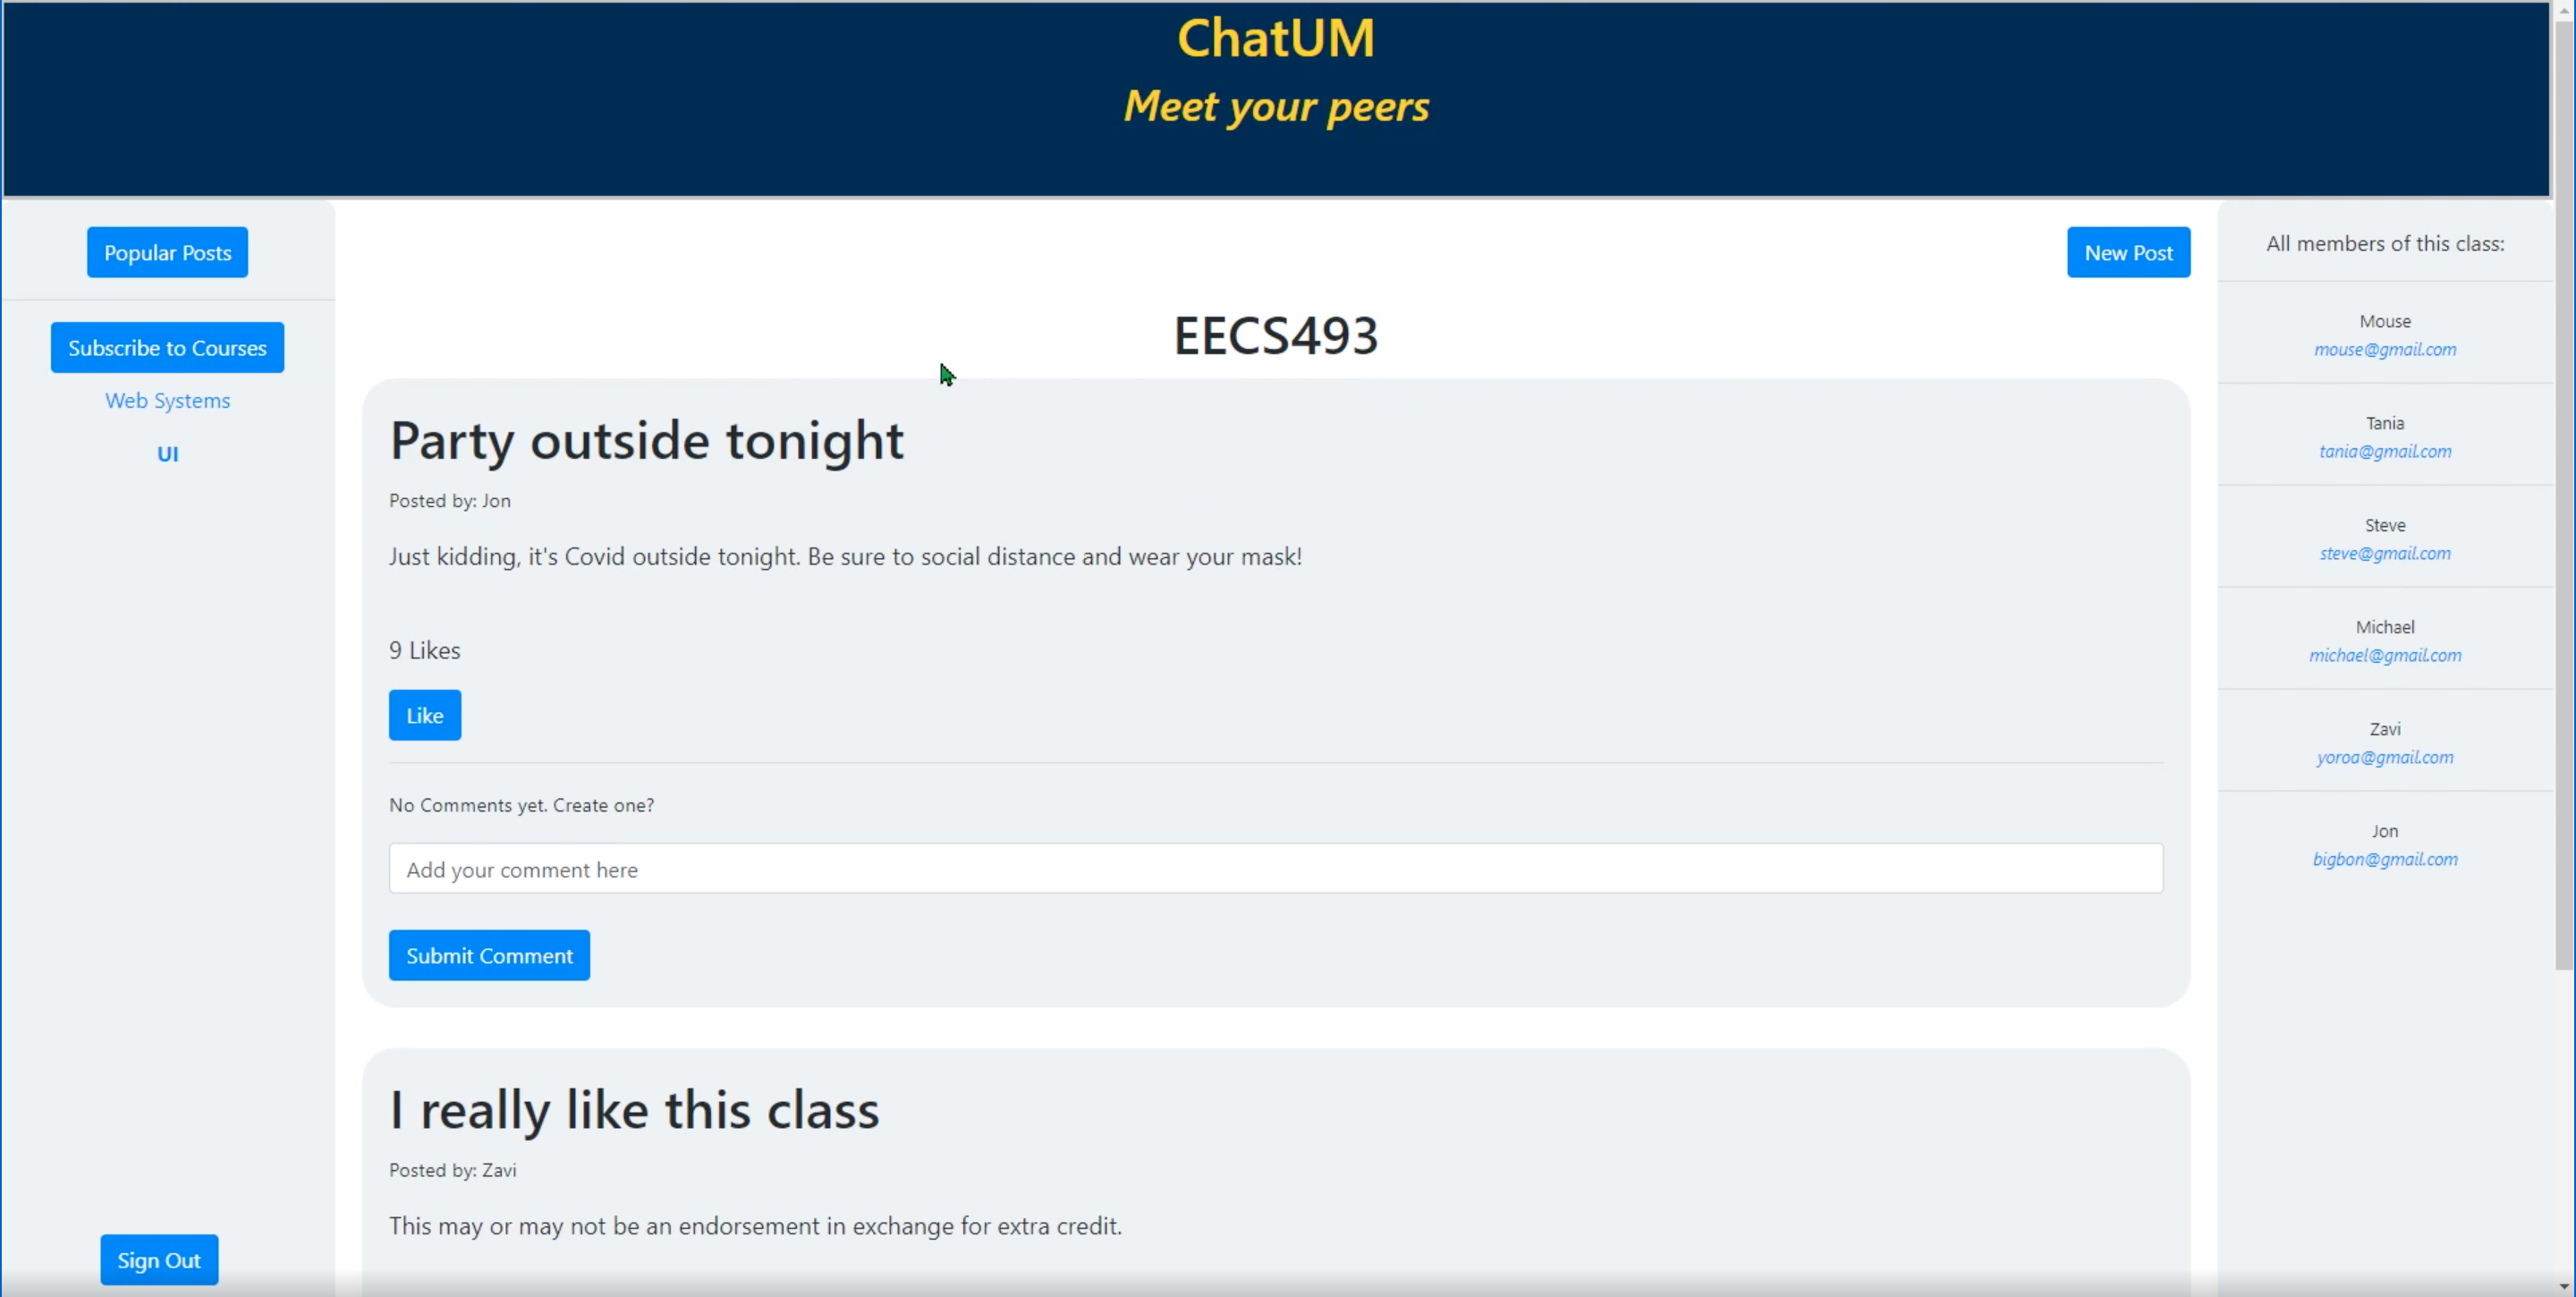 ChatUM
Meet your peers
Popular Posts
Subscribe to Courses
Web Systems
UI
Sign Out
New Post
EECS493
Party outside tonight
Posted by: Jon
Just kidding, it's Covid outside tonight. Be sure to social distance and wear your mask!
9 Likes
Like
No Comments yet. Create one?
Add your comment here
Submit Comment
I really like this class
Posted by: Zavi
This may or may not be an endorsement in exchange for extra credit.
All members of this class:
Mouse
mouse@gmail.com
Tania
tania@gmail.com
Steve
steve@gmail.com
Michael
michael@gmail.com
Zavi
yoroa@gmail.com
Jon
bigbon@gmail.com